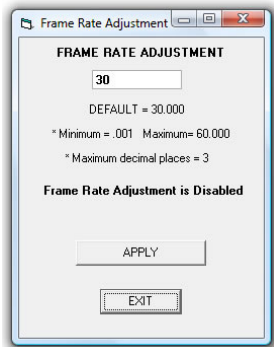 Frame Rate Adjustment
FRAME RATE ADJUSTMENT
30
DEFAULT = 30.000
* Minimum = .001 Maximum= 60.000
* Maximum decimal places = 3
Frame Rate Adjustment is Disabled
APPLY
EXIT